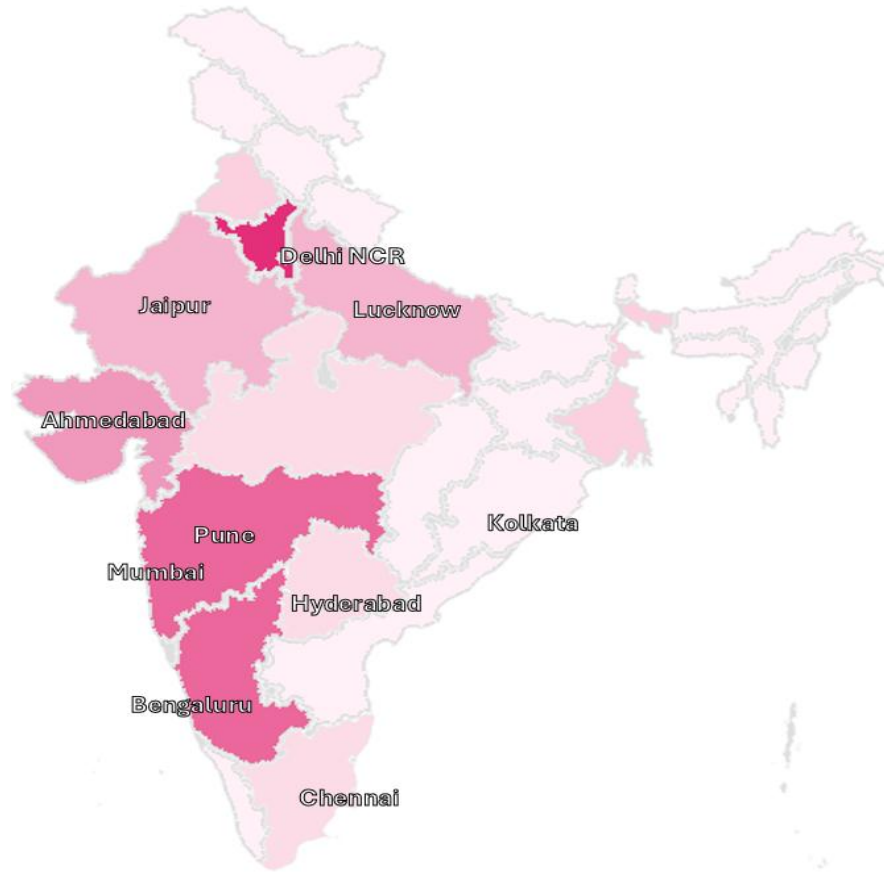 Delhi NCR
Jaipur
Lucknow
Ahmedabad
Kolkata
Pune
Mumbai
Hyderabad
Bengaluru
Chennai